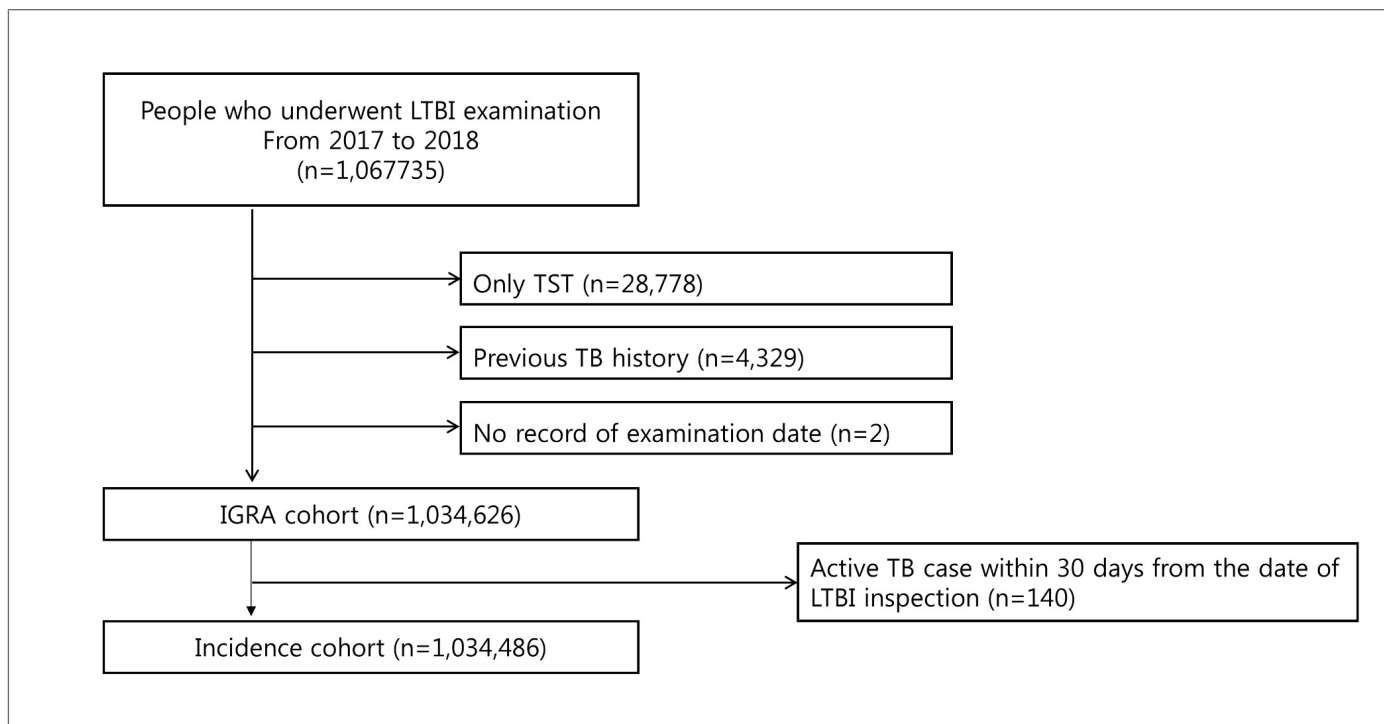 People who underwent LTBI examination
From 2017 to 2018
(n=1,067735)
Only TST (n=28,778)
Previous TB history (n=4,329)
No record of examination date (n=2)
IGRA cohort (n=1,034,626)
Active TB case within 30 days from the date of
LTBI inspection (n=140)
Incidence cohort (n=1,034,486)